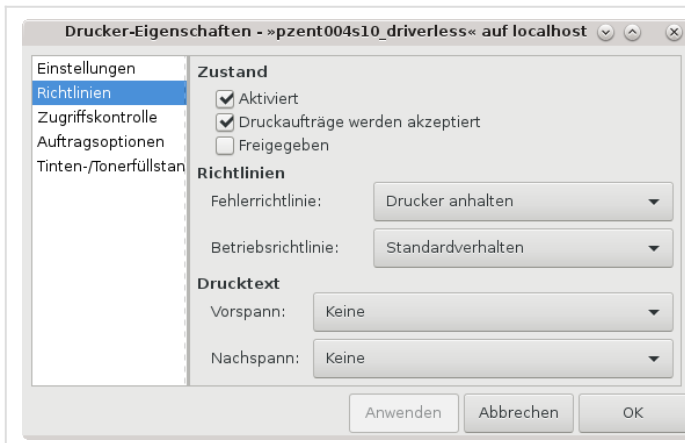 Drucker-Eigenschaften - »pzent004s10_driverless« auf localhost
Einstellungen
Richtlinien
Zugriffskontrolle
Auftragsoptionen
Tinten-/Tonerfüllstan
Zustand
Aktiviert
Druckaufträge werden akzeptiert
Freigegeben
Richtlinien
Fehlerrichtlinie: Drucker anhalten
Betriebsrichtlinie: Standardverhalten
Drucktext
Vorspann: Keine
Nachspann: Keine
Anwenden Abbrechen OK